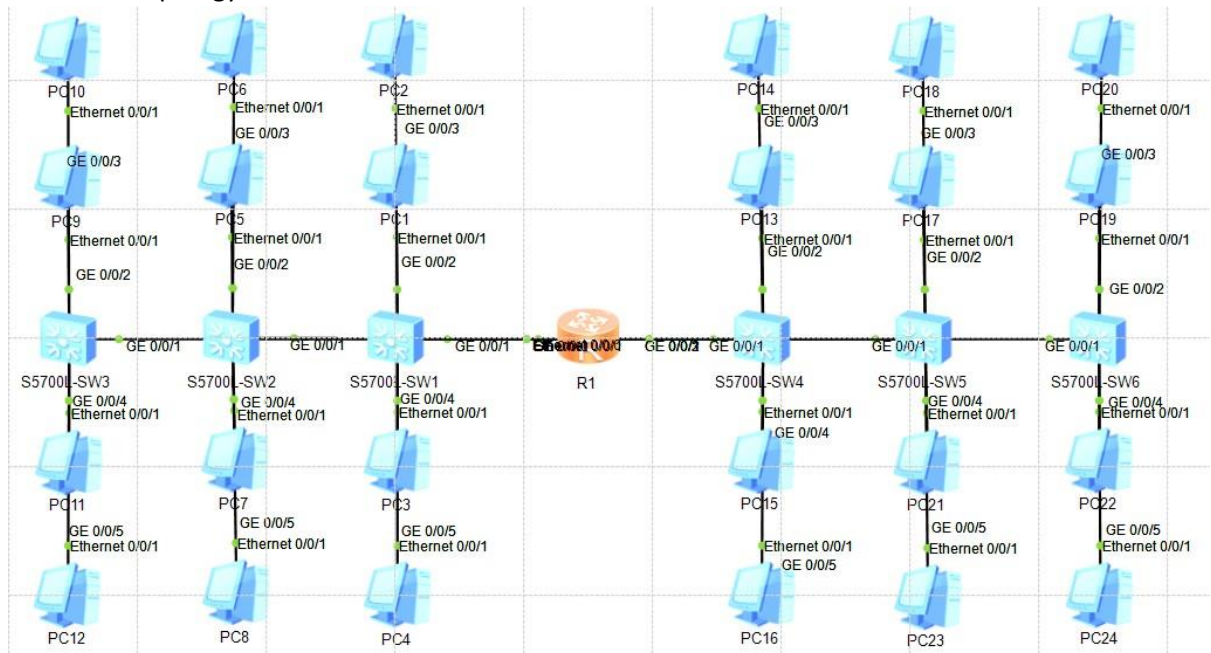 PC10 PC6 PC2 PC14 PC18 PC20
Ethernet 0/0/1 Ethernet 0/0/1 Ethernet 0/0/1 Ethernet 0/0/1 Ethernet 0/0/1 Ethernet 0/0/1
GE 0/0/3 GE 0/0/3 GE 0/0/3 GE 0/0/3 GE 0/0/3 GE 0/0/3
PC9 PC5 PC1 PC13 PC17 PC19
Ethernet 0/0/1 Ethernet 0/0/1 Ethernet 0/0/1 Ethernet 0/0/1 Ethernet 0/0/1 Ethernet 0/0/1
GE 0/0/2 GE 0/0/2 GE 0/0/2 GE 0/0/2 GE 0/0/2 GE 0/0/2
GE 0/0/1 GE 0/0/1 GE 0/0/1 GE 0/0/1 GE 0/0/1 GE 0/0/1
S5700L-SW3 S5700L-SW2 S5700L-SW1 R1 S5700L-SW4 S5700L-SW5 S5700L-SW6
GE 0/0/4 GE 0/0/4 GE 0/0/4 GE 0/0/4 GE 0/0/4
Ethernet 0/0/1 Ethernet 0/0/1 Ethernet 0/0/1 Ethernet 0/0/1 Ethernet 0/0/1 Ethernet 0/0/1
GE 0/0/4
PC11 PC7 PC3 PC15 PC21 PC22
GE 0/0/5 GE 0/0/5 GE 0/0/5 GE 0/0/5 GE 0/0/5
Ethernet 0/0/1 Ethernet 0/0/1 Ethernet 0/0/1 Ethernet 0/0/1 Ethernet 0/0/1 Ethernet 0/0/1
GE 0/0/5
PC12 PC8 PC4 PC16 PC23 PC24